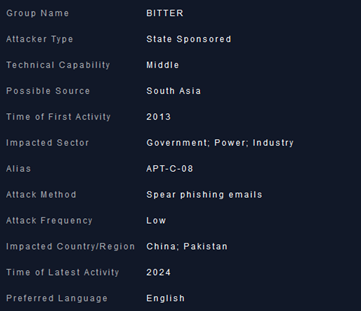 Group Name BITTER
Attacker Type State Sponsored
Technical Capability Middle
Possible Source South Asia
Time of First Activity 2013
Impacted Sector Government; Power; Industry
Alias APT-C-08
Attack Method Spear phishing emails
Attack Frequency Low
Impacted Country/Region China; Pakistan
Time of Latest Activity 2024
Preferred Language English